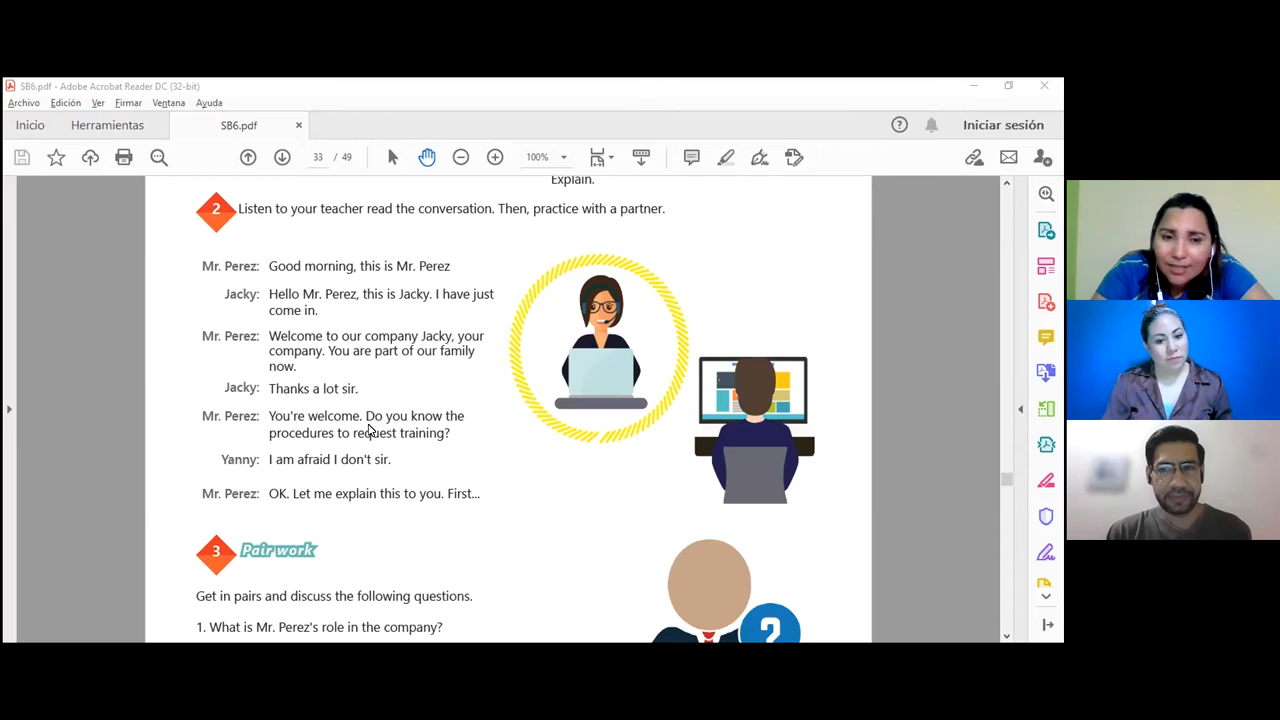 SB6.pdf - Adobe Acrobat Reader DC (32-bit)
Archivo Edición Ver Firmar Ventana Ayuda
Inicio Herramientas SB6.pdf × Iniciar sesión
33 / 49 100%
Explain.
2 Listen to your teacher read the conversation. Then, practice with a partner.
Mr. Perez: Good morning, this is Mr. Perez
Jacky: Hello Mr. Perez, this is Jacky. I have just
come in.
Mr. Perez: Welcome to our company Jacky, your
company. You are part of our family
now.
Jacky: Thanks a lot sir.
Mr. Perez: You're welcome. Do you know the
procedures to request training?
Yanny: I am afraid I don't sir.
Mr. Perez: OK. Let me explain this to you. First...
3 Pair work
Get in pairs and discuss the following questions.
1. What is Mr. Perez's role in the company?
?